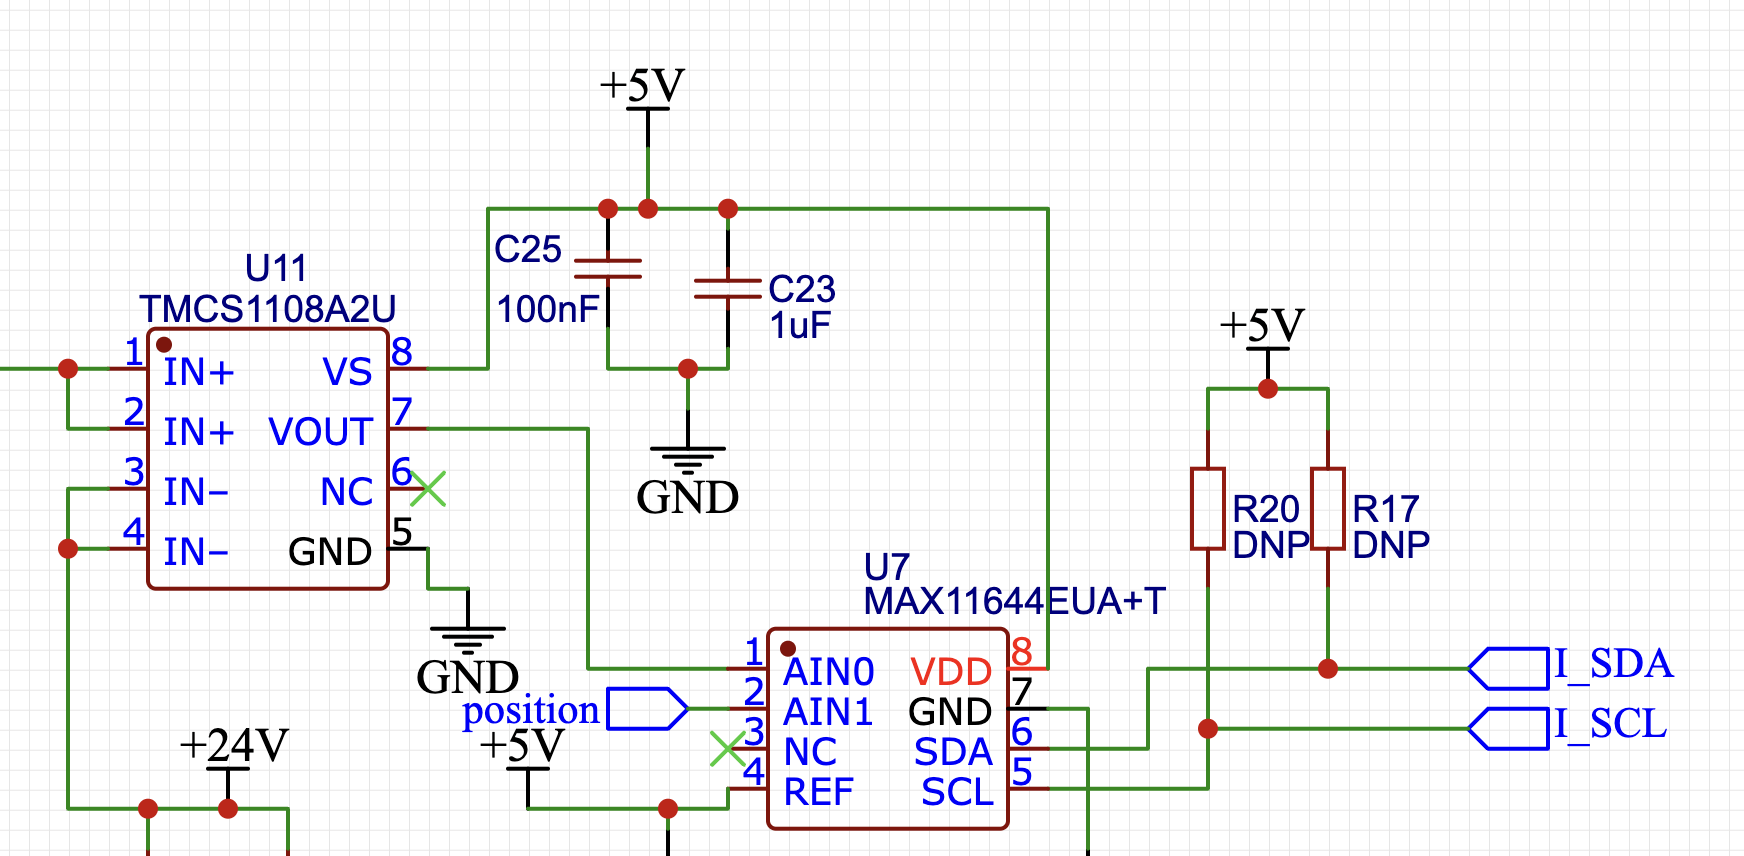 +5V
C25
100nF
C23
1uF
GND
U11
TMCS1108A2U
1 IN+ VS 8
2 IN+ VOUT 7
3 IN- NC 6
4 IN- GND 5
GND
+24V
position
+5V
U7
MAX11644EUA+T
1 AIN0 VDD 8
2 AIN1 GND 7
3 NC SDA 6
4 REF SCL 5
+5V
R20
DNP
R17
DNP
I_SDA
I_SCL